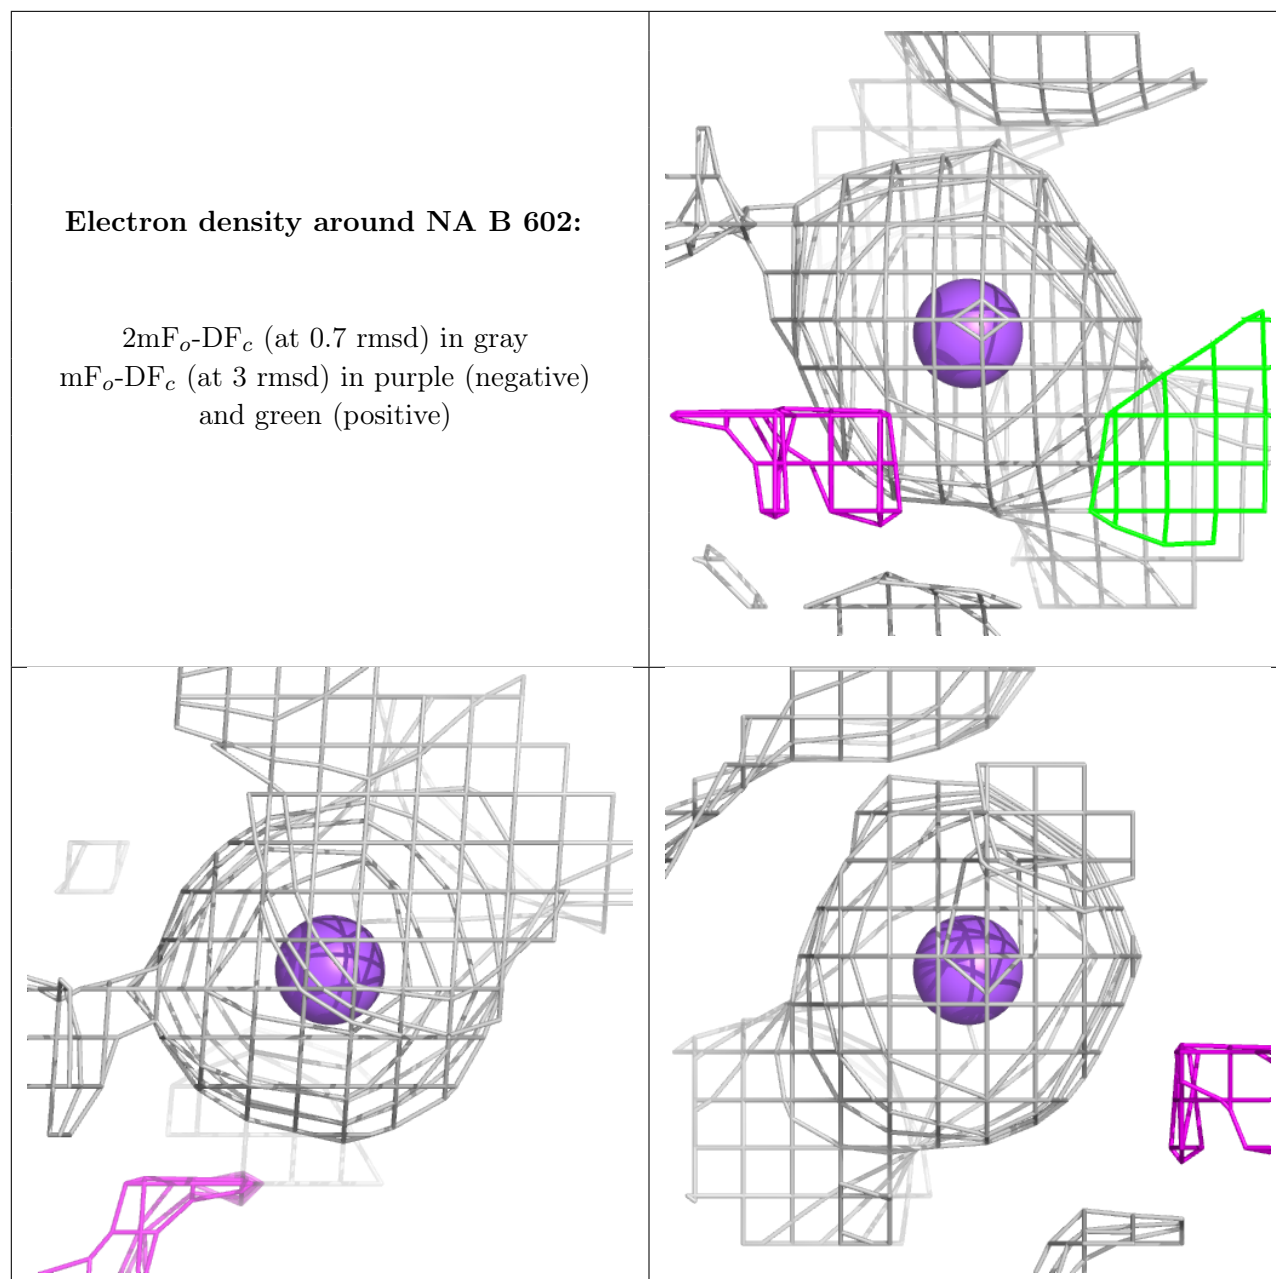 Electron density around NA B 602:
2mFo-DFc (at 0.7 rmsd) in gray
mFo-DFc (at 3 rmsd) in purple (negative)
and green (positive)